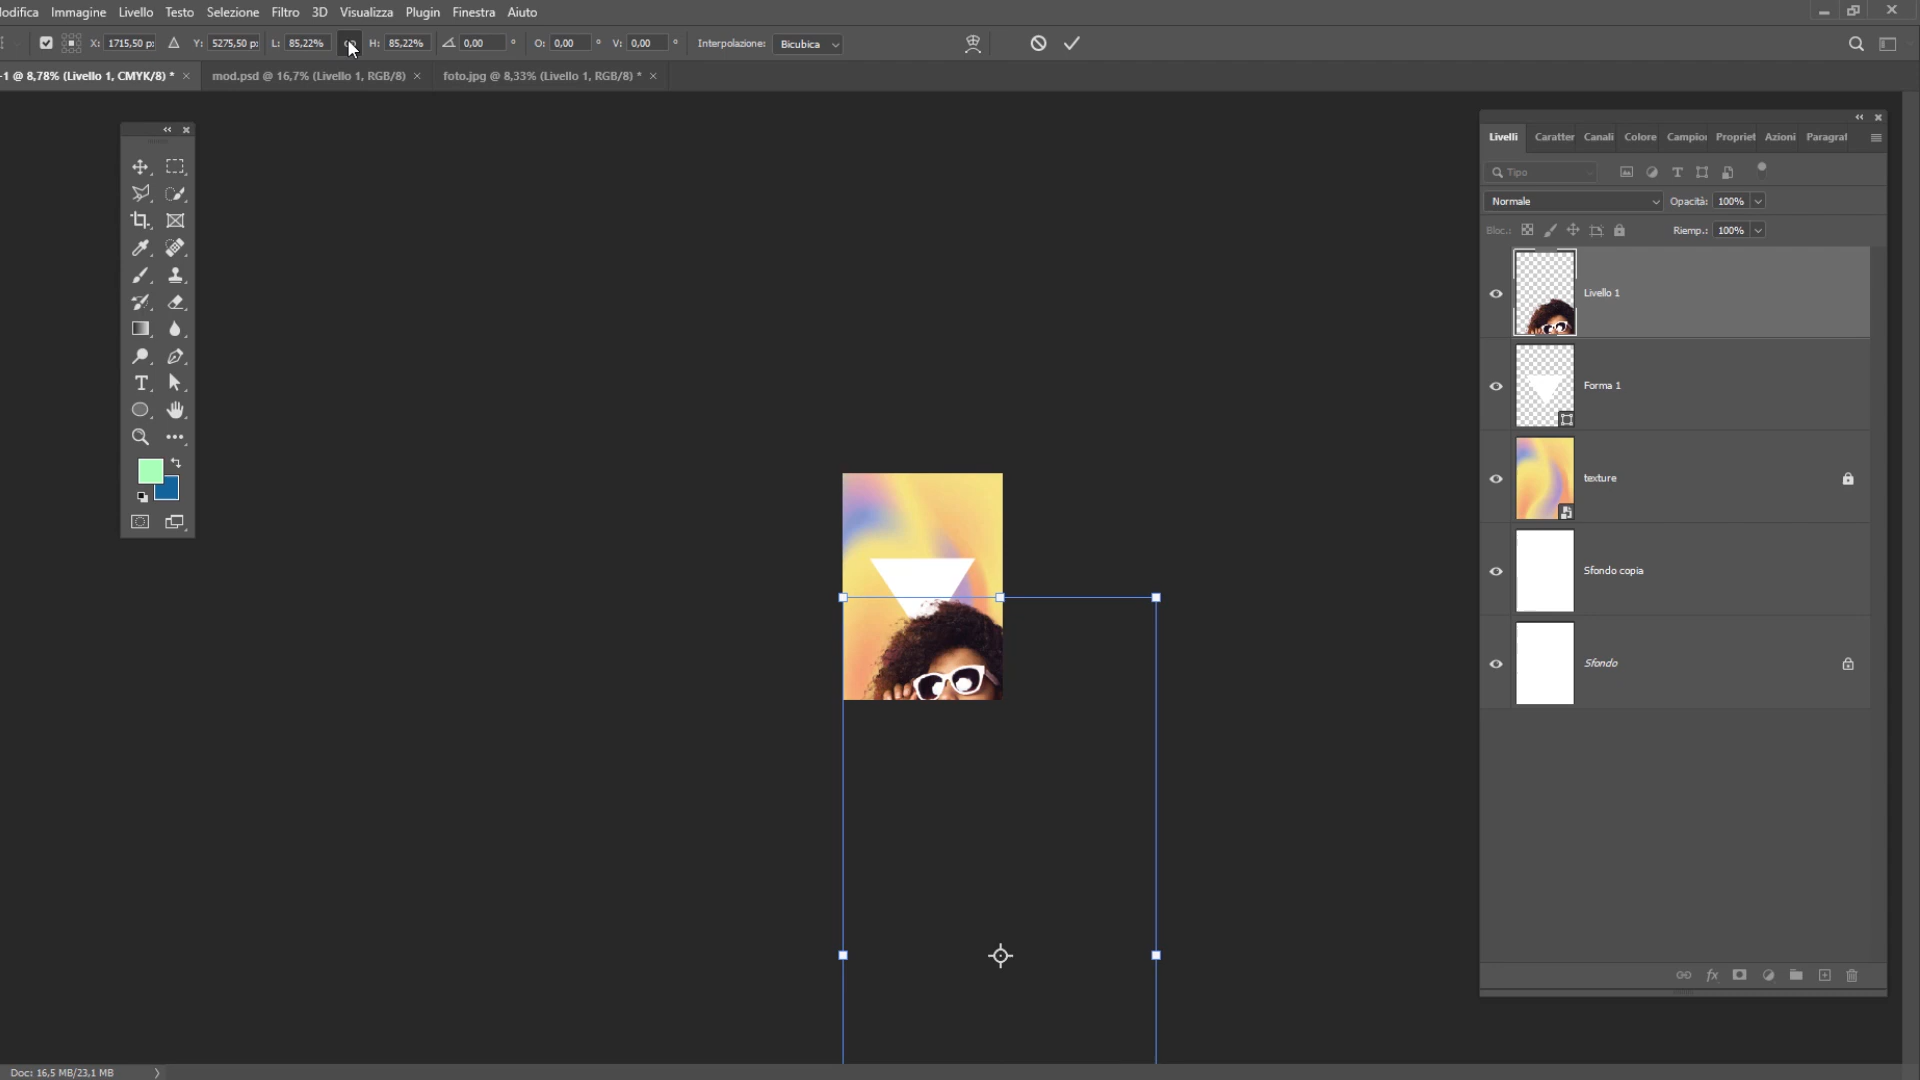 odifica Immagine Livello Testo Selezione Filtro 3D Visualizza Plugin Finestra Aiuto
X: 1715,50 p: Y: 5275,50 p: L: 85,22% H: 85,22% 0,00 ° O: 0,00 ° V: 0,00 ° Interpolazione: Bicubica
-1 @ 8,78% (Livello 1, CMYK/8) * mod.psd @ 16,7% (Livello 1, RGB/8) foto.jpg @ 8,33% (Livello 1, RGB/8) *
Livelli Caratter Canali Colore Campion Propriet Azioni Paragraf
Tipo
Normale Opacità: 100%
Bloc.: Riemp.: 100%
Livello 1
Forma 1
texture
Sfondo copia
Sfondo
fx
Doc: 16,5 MB/23,1 MB